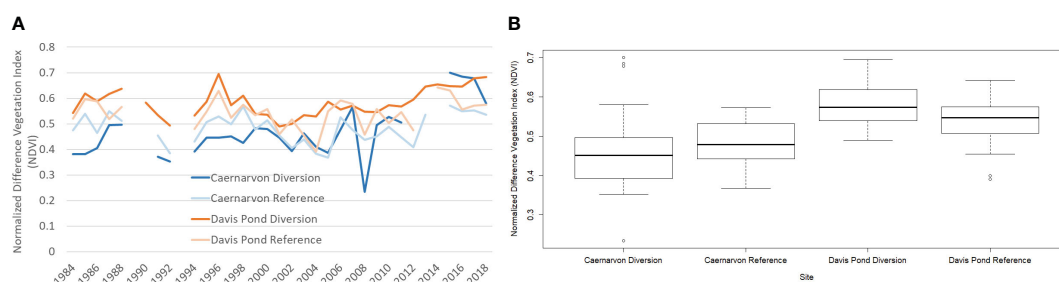 A
Normalized Difference Vegetation Index
(NDVI)
0.8
0.7
0.6
0.5
0.4
0.3
0.2
0.1
0
Caernarvon Diversion
Caernarvon Reference
Davis Pond Diversion
Davis Pond Reference
1984
1986
1988
1990
1992
1994
1996
1998
2000
2002
2004
2006
2008
2010
2012
2014
2016
2018
B
Normalized Difference Vegetation Index (NDVI)
0.7
0.6
0.5
0.4
0.3
Caernarvon Diversion
Caernarvon Reference
Davis Pond Diversion
Davis Pond Reference
Site